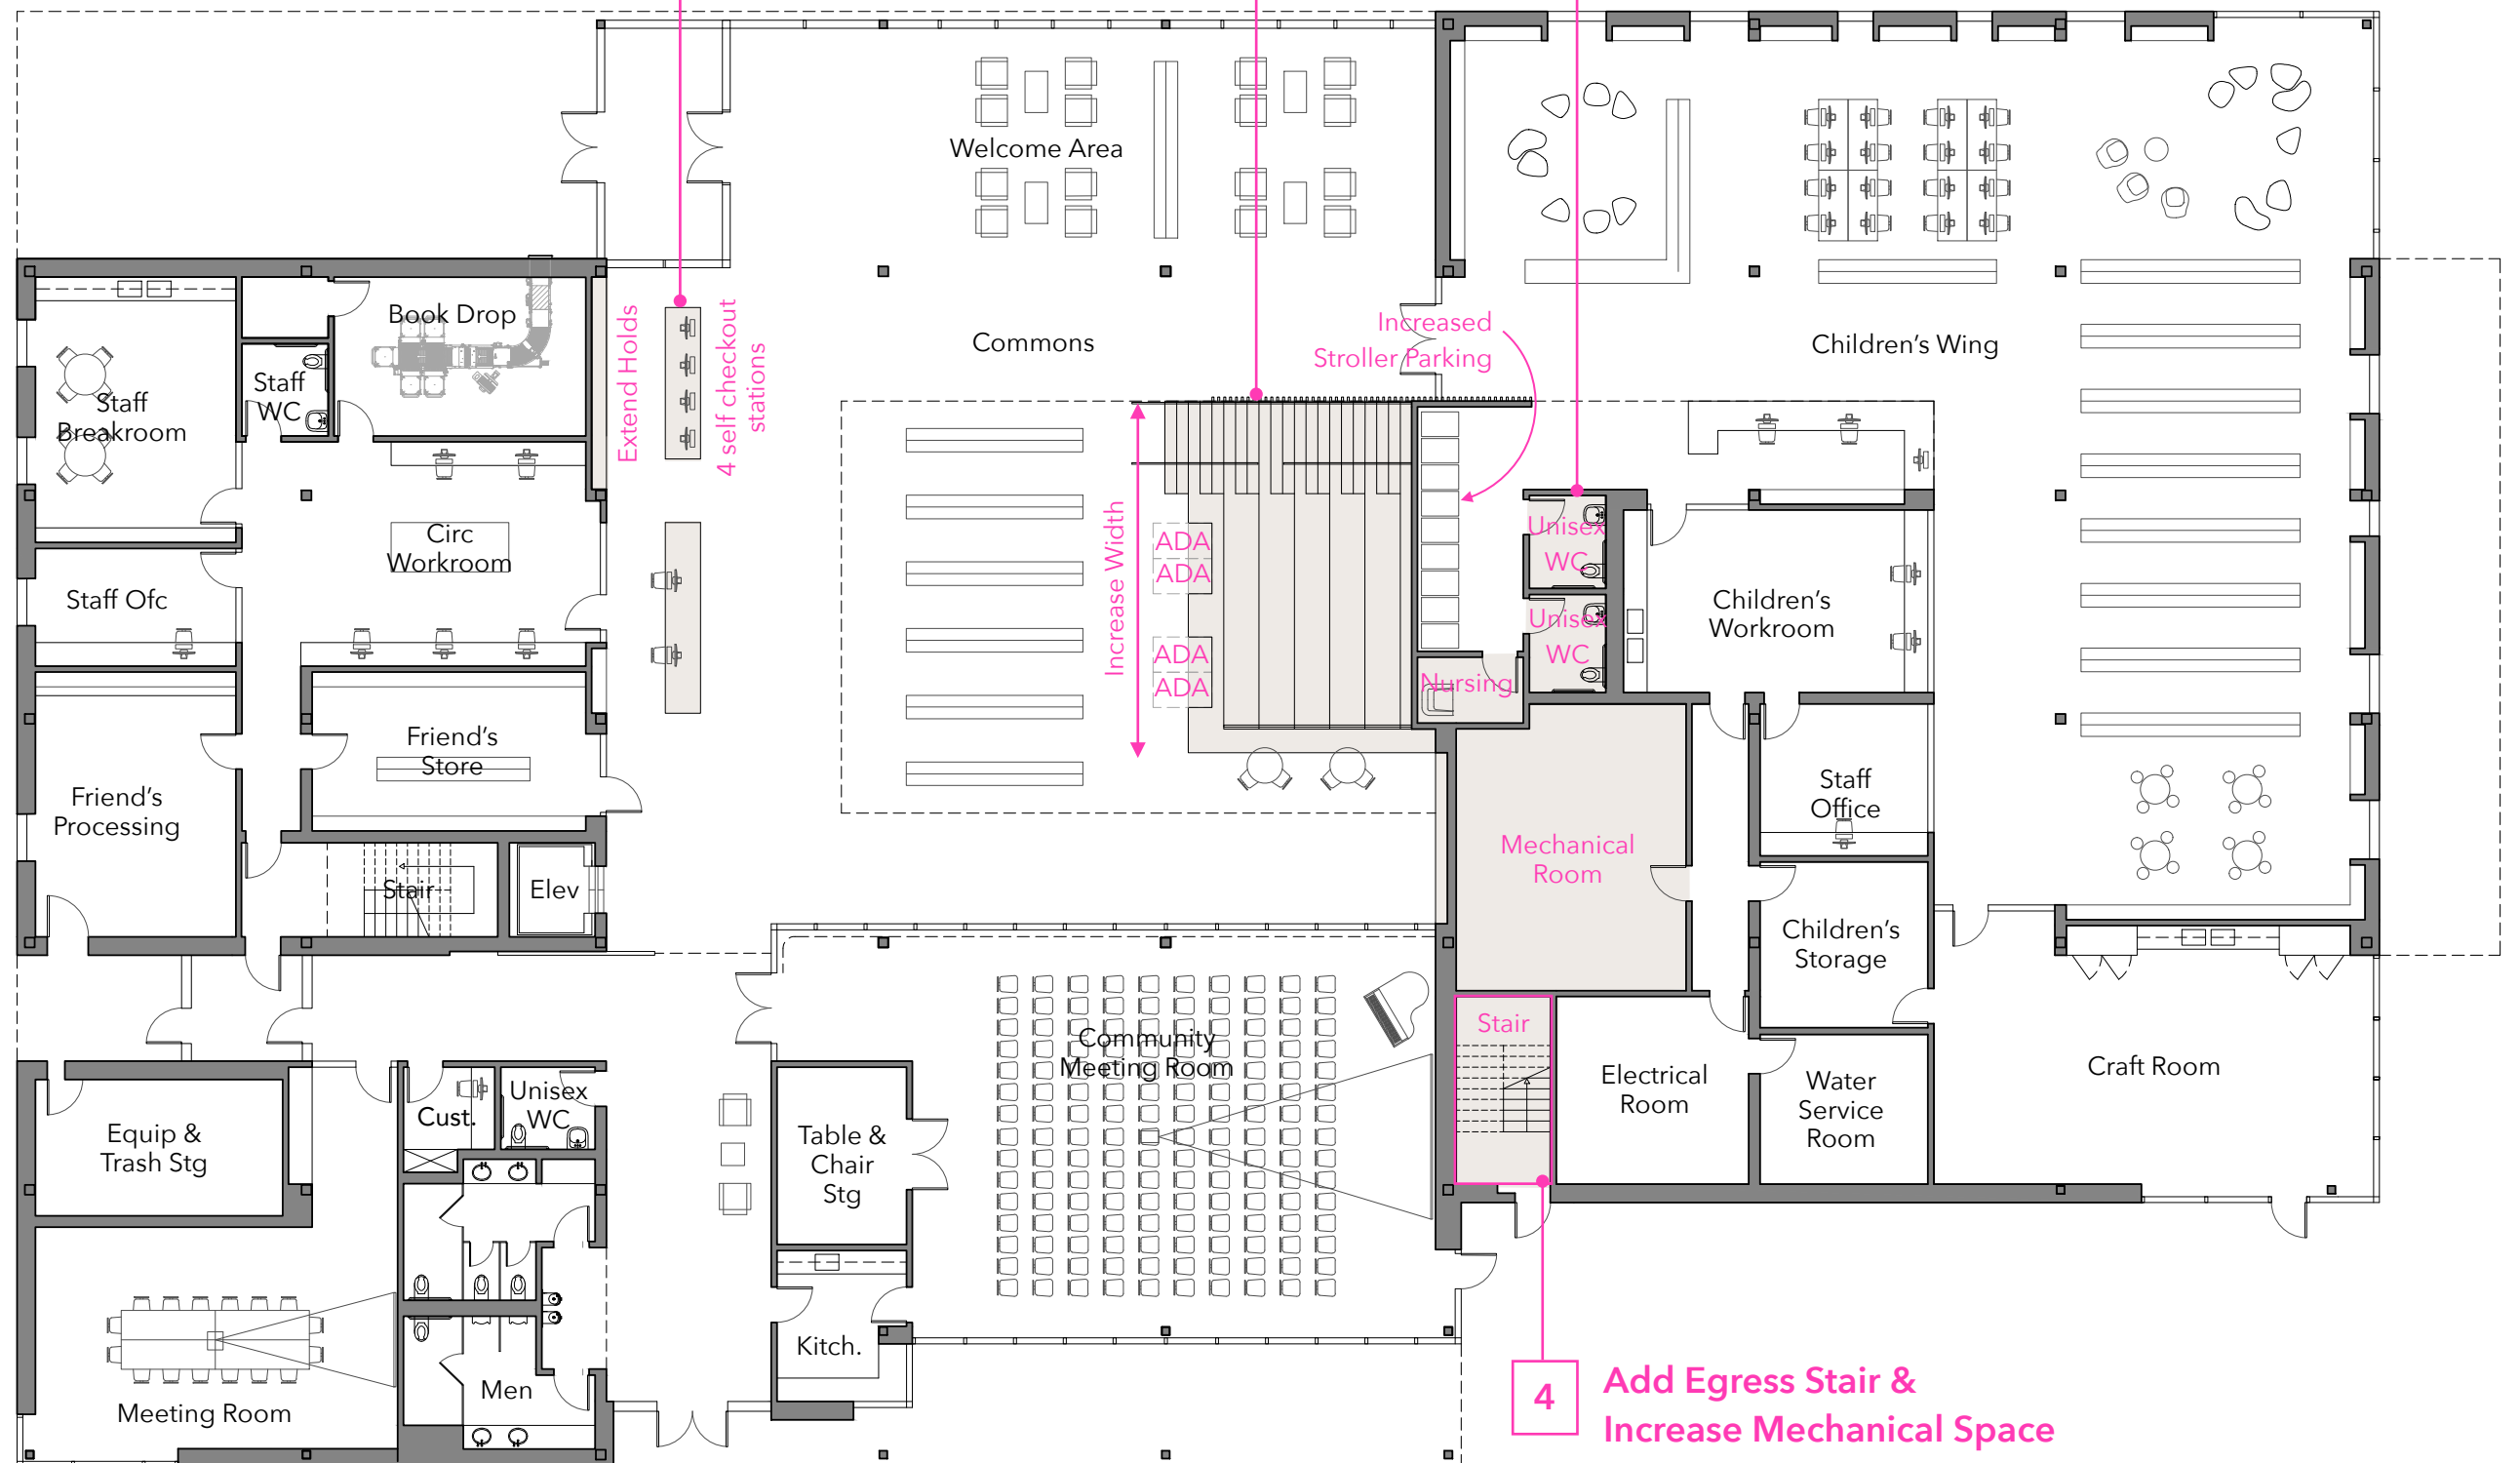 Welcome Area
Book Drop
Extend Holds
4 self checkout
stations
Commons
Increased
Stroller Parking
Children's Wing
Staff
WC
Staff
Breakroom
Circ
Workroom
Increase Width
ADA
ADA
ADA
ADA
Unisex
WC
Unisex
WC
Nursing
Children's
Workroom
Staff Ofc
Friend's
Store
Friend's
Processing
Stair
Elev
Mechanical
Room
Staff
Office
Children's
Storage
Stair
Community
Meeting Room
Electrical
Room
Water
Service
Room
Craft Room
Equip &
Trash Stg
Cust.
Unisex
WC
Table &
Chair
Stg
Kitch.
Men
Meeting Room
4
Add Egress Stair &
Increase Mechanical Space